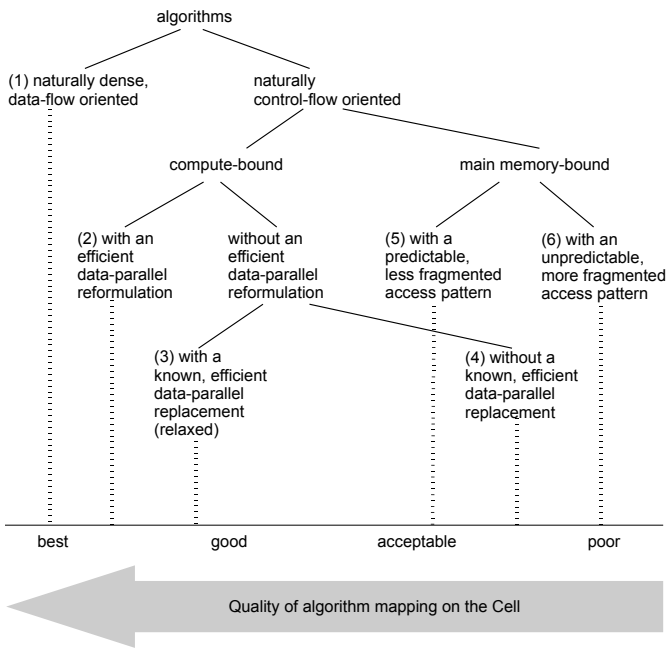 algorithms
(1) naturally dense,
data-flow oriented
naturally
control-flow oriented
compute-bound
main memory-bound
(2) with an
efficient
data-parallel
reformulation
without an
efficient
data-parallel
reformulation
(5) with a
predictable,
less fragmented
access pattern
(6) with an
unpredictable,
more fragmented
access pattern
(3) with a
known, efficient
data-parallel
replacement
(relaxed)
(4) without a
known, efficient
data-parallel
replacement
best
good
acceptable
poor
Quality of algorithm mapping on the Cell